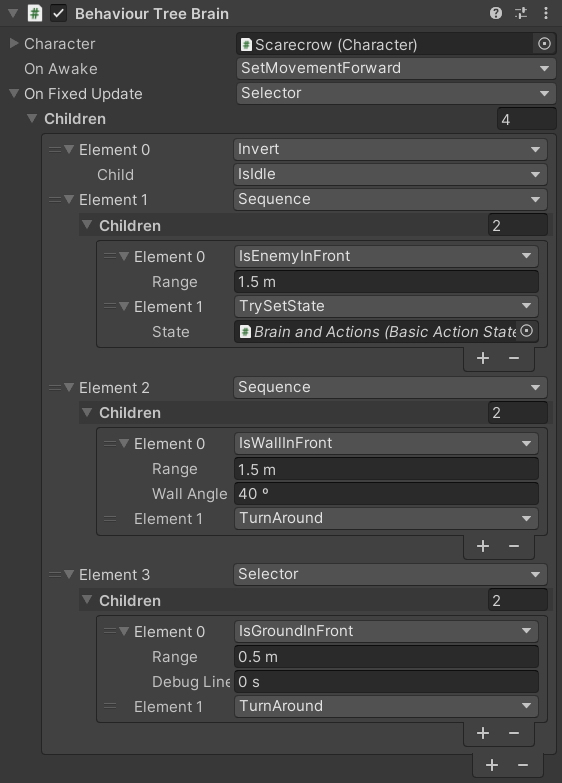 Behaviour Tree Brain
Character Scarecrow (Character)
On Awake SetMovementForward
On Fixed Update Selector
Children 4
Element 0 Invert
Child IsIdle
Element 1 Sequence
Children 2
Element 0 IsEnemyInFront
Range 1.5 m
Element 1 TrySetState
State Brain and Actions (Basic Action State
Element 2 Sequence
Children 2
Element 0 IsWallInFront
Range 1.5 m
Wall Angle 40 º
Element 1 TurnAround
Element 3 Selector
Children 2
Element 0 IsGroundInFront
Range 0.5 m
Debug Line 0 s
Element 1 TurnAround